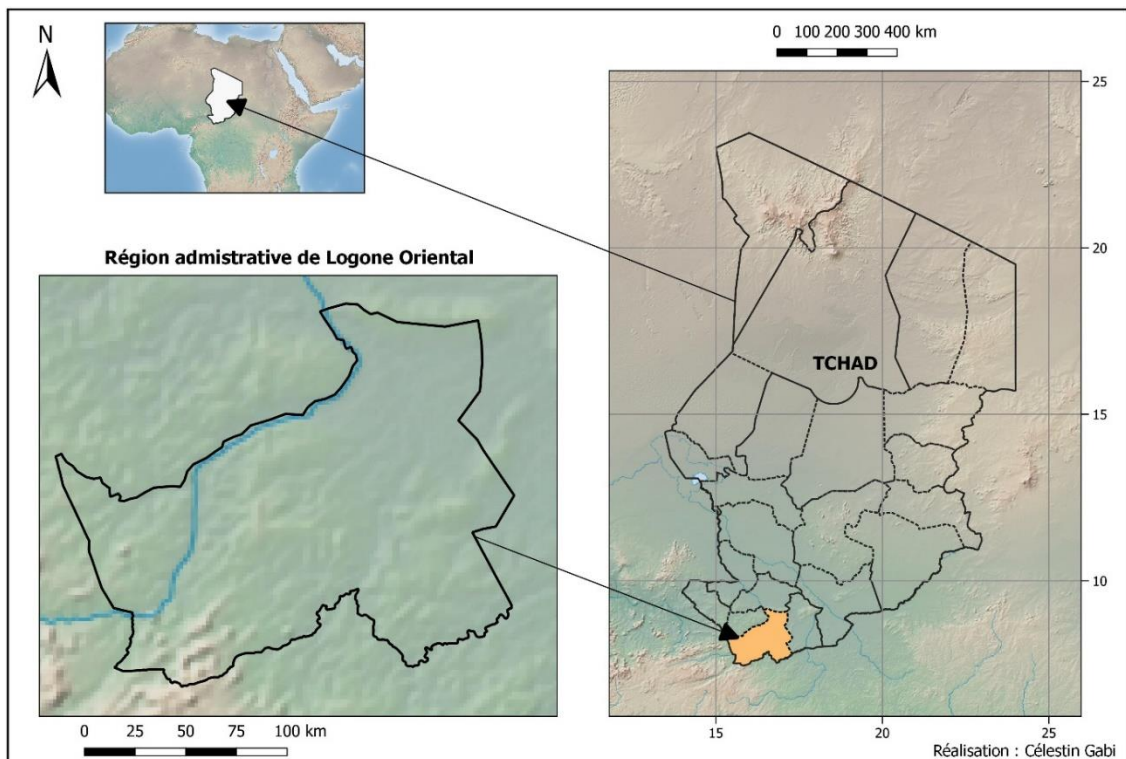 N
0 100 200 300 400 km
25
Région admistrative de Logone Oriental
20
TCHAD
15
10
0 25 50 75 100 km
15 20 25
Réalisation : Célestin Gabi